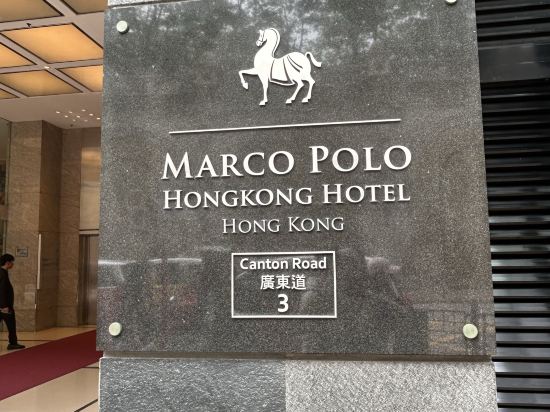 MARCO POLO
HONGKONG HOTEL
HONG KONG
Canton Road
廣東道
3